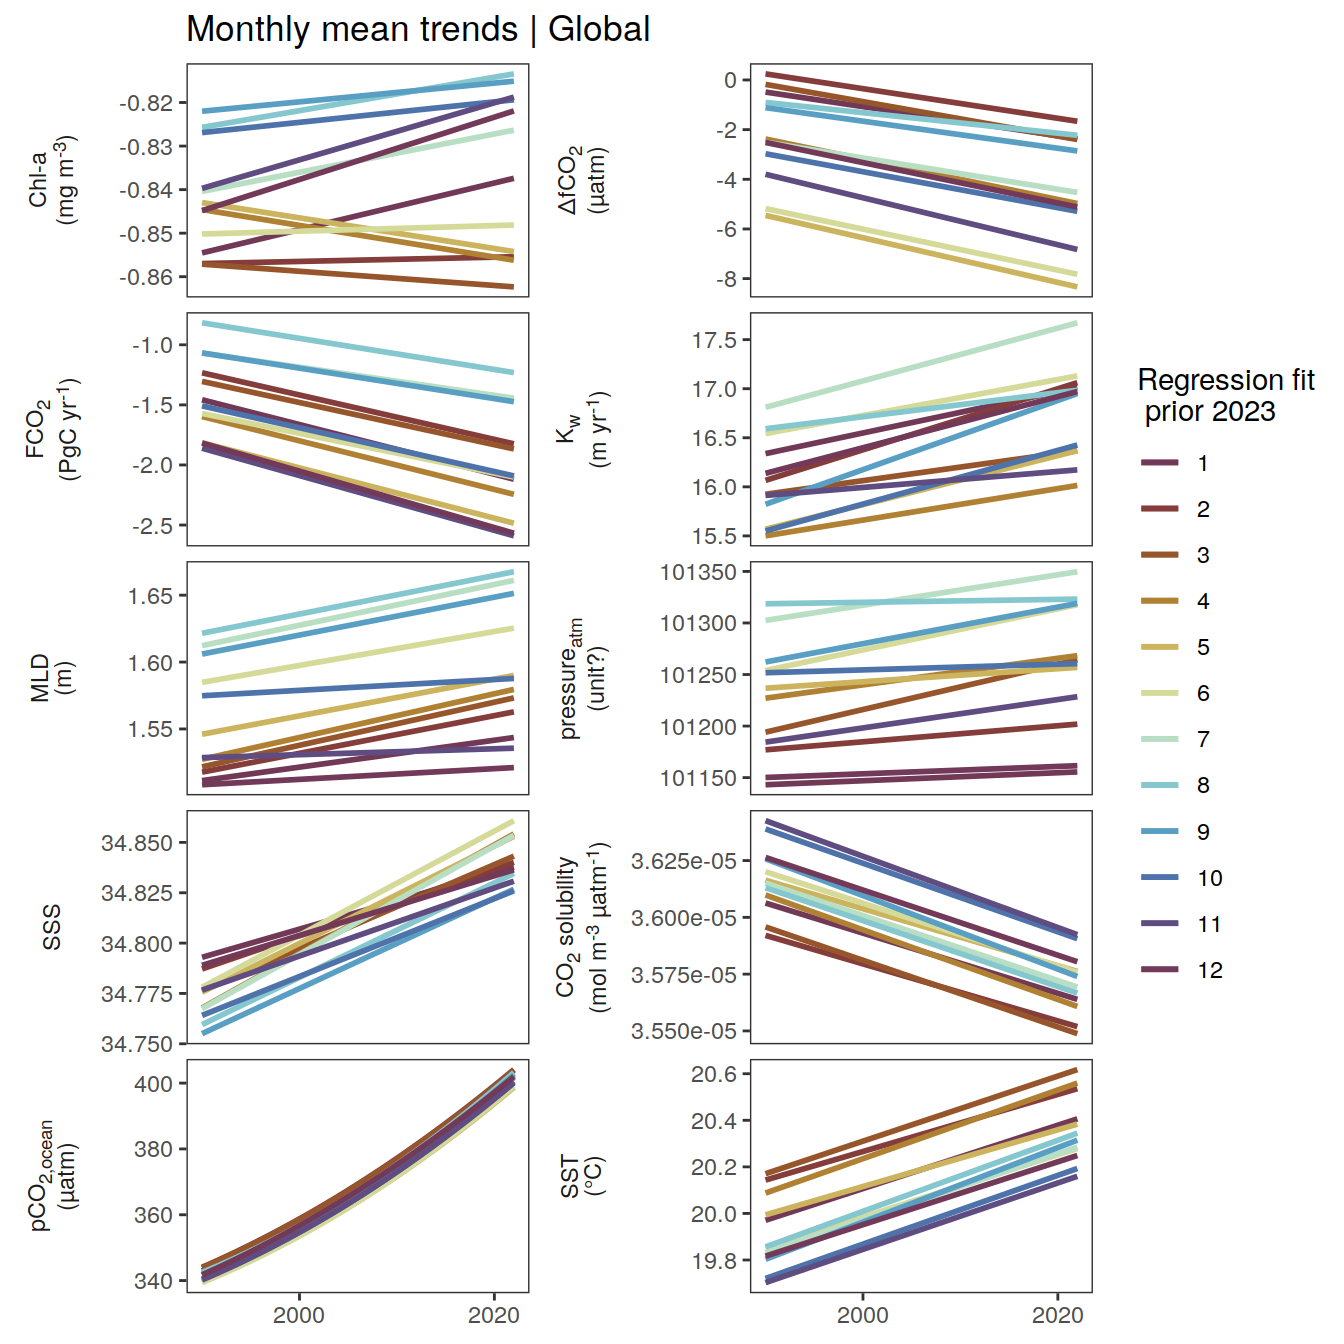 Monthly mean trends | Global
Chl-a
(mg m-3)
-0.82
-0.83
-0.84
-0.85
-0.86
ΔfCO2
(µatm)
0
-2
-4
-6
-8
FCO2
(PgC yr-1)
-1.0
-1.5
-2.0
-2.5
Kw
(m yr-1)
17.5
17.0
16.5
16.0
15.5
MLD
(m)
1.65
1.60
1.55
pressureatm
(unit?)
101350
101300
101250
101200
101150
SSS
34.850
34.825
34.800
34.775
34.750
CO2 solubility
(mol m-3 µatm-1)
3.625e-05
3.600e-05
3.575e-05
3.550e-05
pCO2,ocean
(µatm)
400
380
360
340
2000
2020
SST
(°C)
20.6
20.4
20.2
20.0
19.8
2000
2020
Regression fit
prior 2023
1
2
3
4
5
6
7
8
9
10
11
12